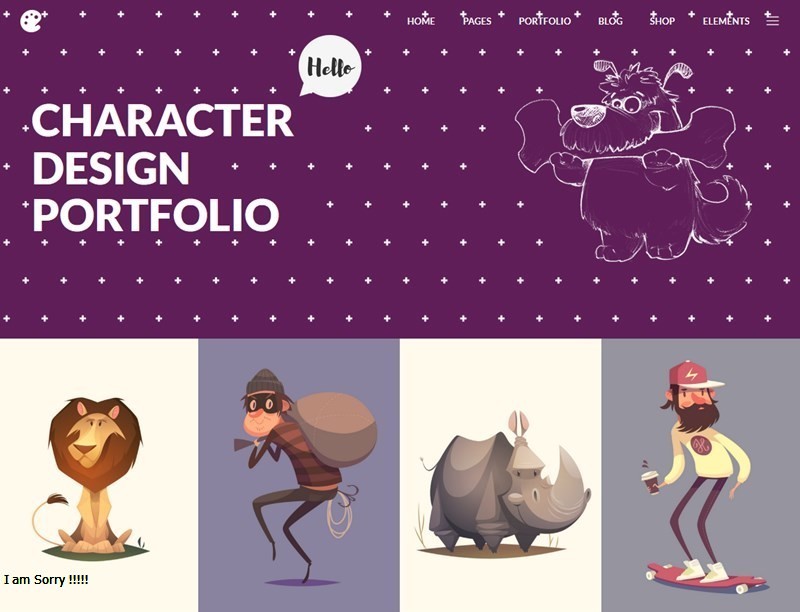 HOME PAGES PORTFOLIO BLOG SHOP ELEMENTS
Hello
CHARACTER
DESIGN
PORTFOLIO
I am Sorry !!!!!